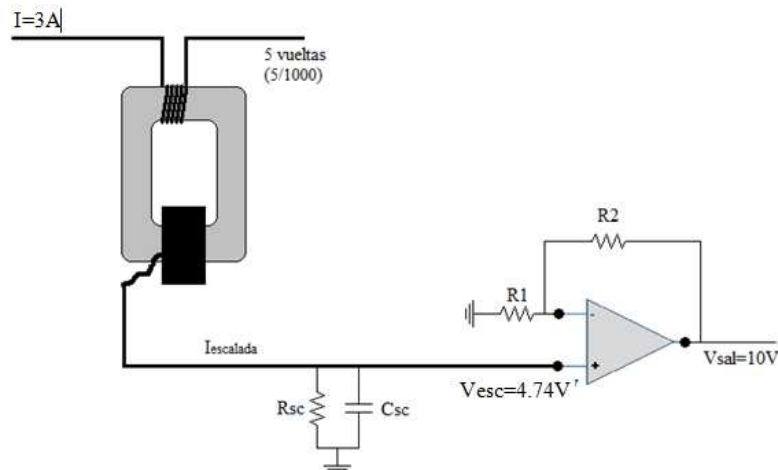 I=3A
5 vueltas
(5/1000)
R2
R1
-
+
Iescalada
Vesc=4.74V
Vsal=10V
Rsc
Csc